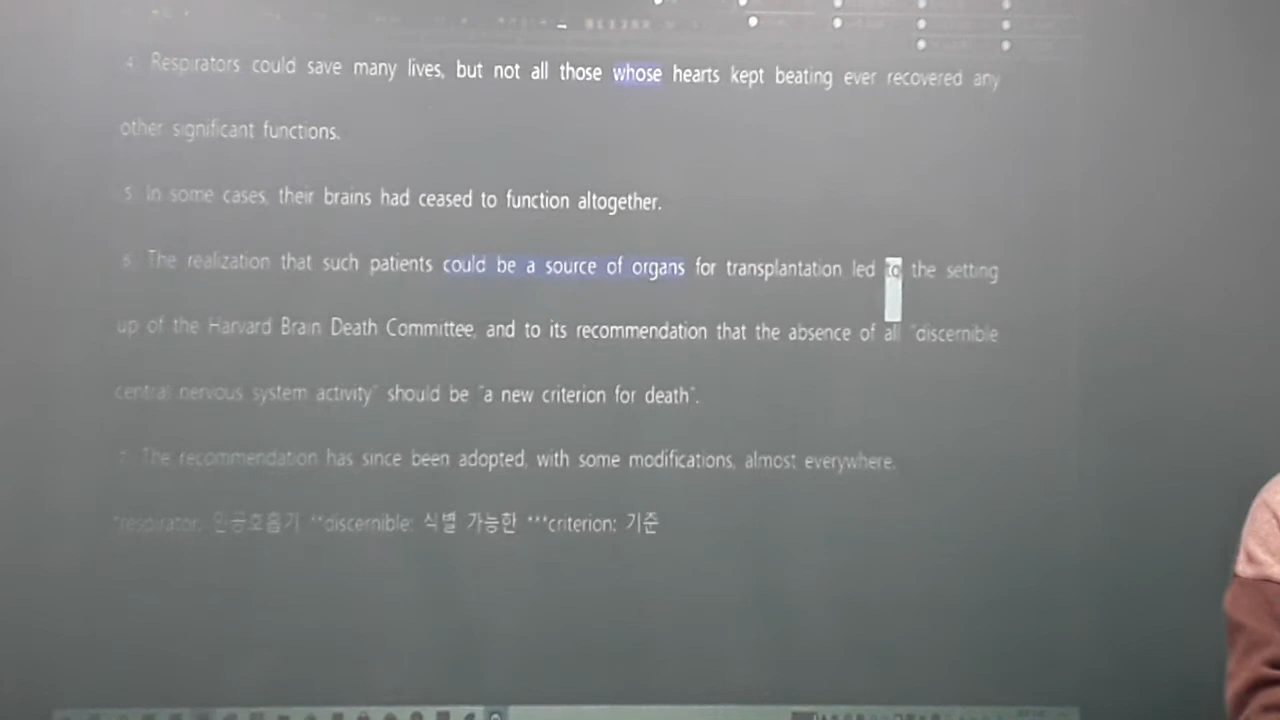 4 Respirators could save many lives, but not all those whose hearts kept beating ever recovered any
other significant functions.
5 In some cases, their brains had ceased to function altogether.
6 The realization that such patients could be a source of organs for transplantation led to the setting
up of the Harvard Brain Death Committee, and to its recommendation that the absence of all "discernible
central nervous system activity" should be "a new criterion for death".
7 The recommendation has since been adopted, with some modifications, almost everywhere.
*respirator: 인공호흡기 **discernible: 식별 가능한 ***criterion: 기준